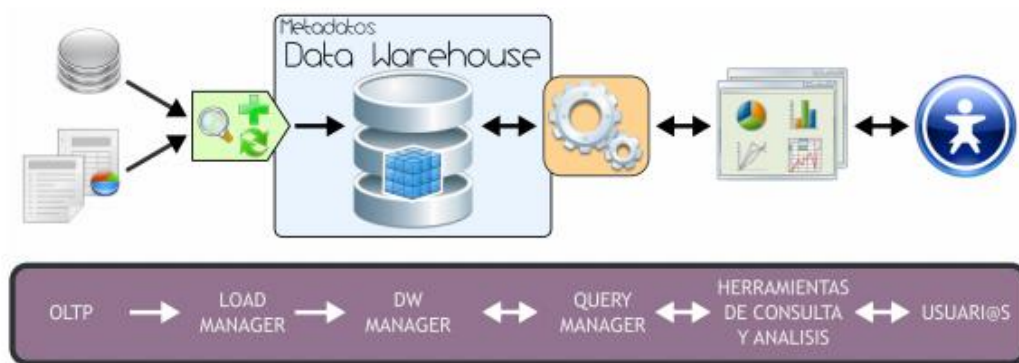 Metadatos
Data Warehouse
OLTP
LOAD
MANAGER
DW
MANAGER
QUERY
MANAGER
HERRAMIENTAS
DE CONSULTA
Y ANALISIS
USUARI@S